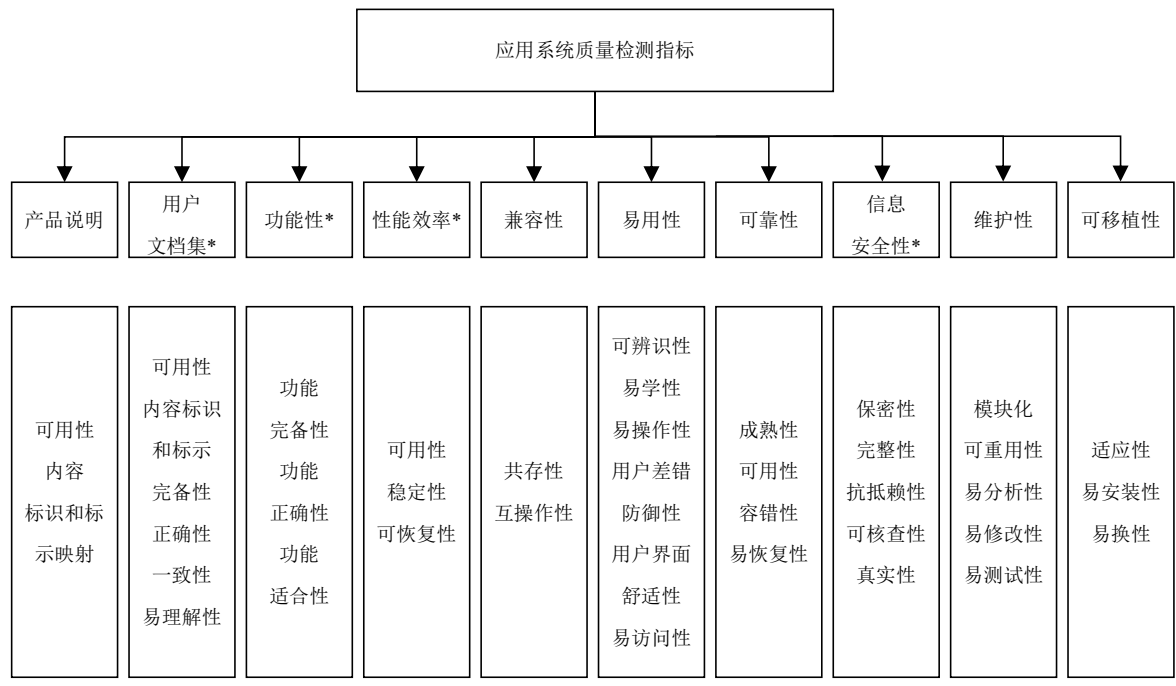 应用系统质量检测指标
产品说明
用户
文档集*
功能性*
性能效率*
兼容性
易用性
可靠性
信息
安全性*
维护性
可移植性
可用性
内容
标识和标
示映射
可用性
内容标识
和标示
完备性
正确性
一致性
易理解性
功能
完备性
功能
正确性
功能
适合性
可用性
稳定性
可恢复性
共存性
互操作性
可辨识性
易学性
易操作性
用户差错
防御性
用户界面
舒适性
易访问性
成熟性
可用性
容错性
易恢复性
保密性
完整性
抗抵赖性
可核查性
真实性
模块化
可重用性
易分析性
易修改性
易测试性
适应性
易安装性
易换性